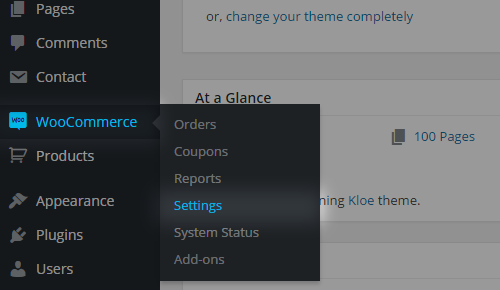 Pages
or, change your theme completely
Comments
Contact
At a Glance
WooCommerce
Orders
100 Pages
Coupons
Products
Reports
Appearance
Settings
ning Kloe theme.
Plugins
System Status
Users
Add-ons